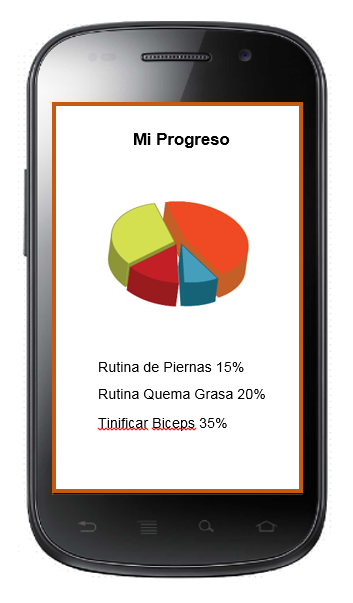 Mi Progreso
Rutina de Piernas 15%
Rutina Quema Grasa 20%
Tinificar Biceps 35%